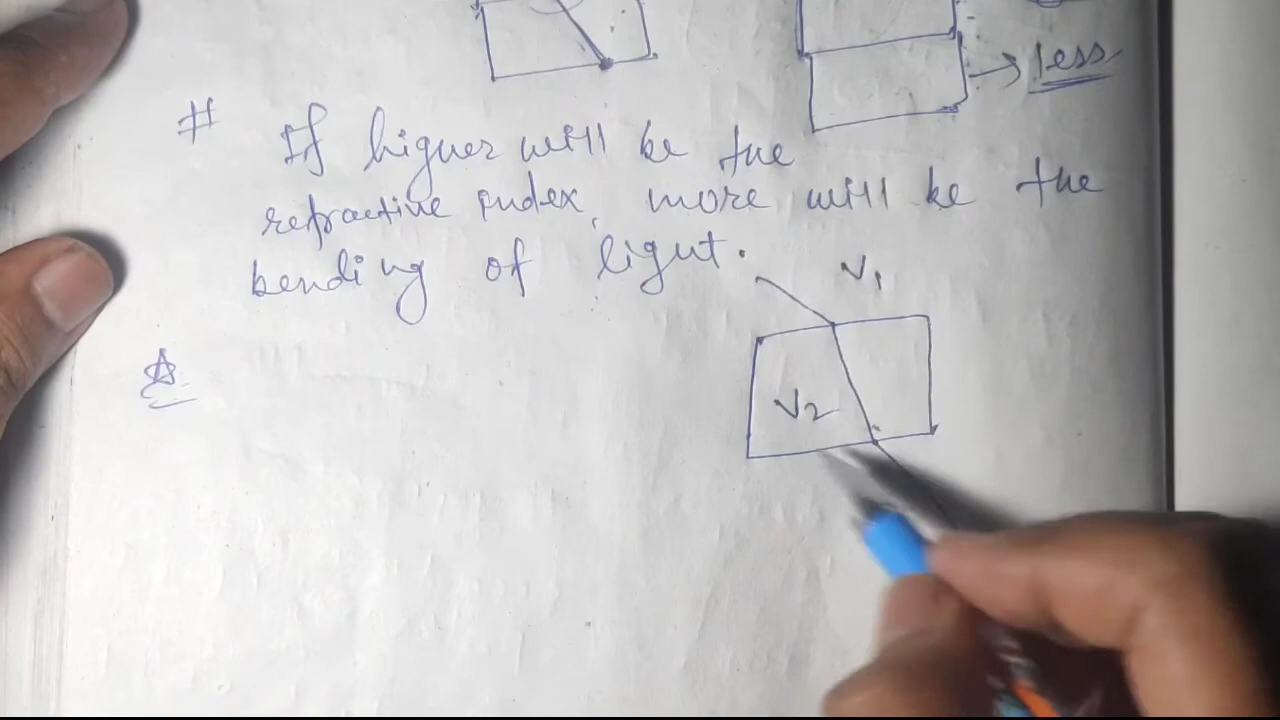 less
# If higher will be the
refractive index, more will be the
bending of light.
V1
V2